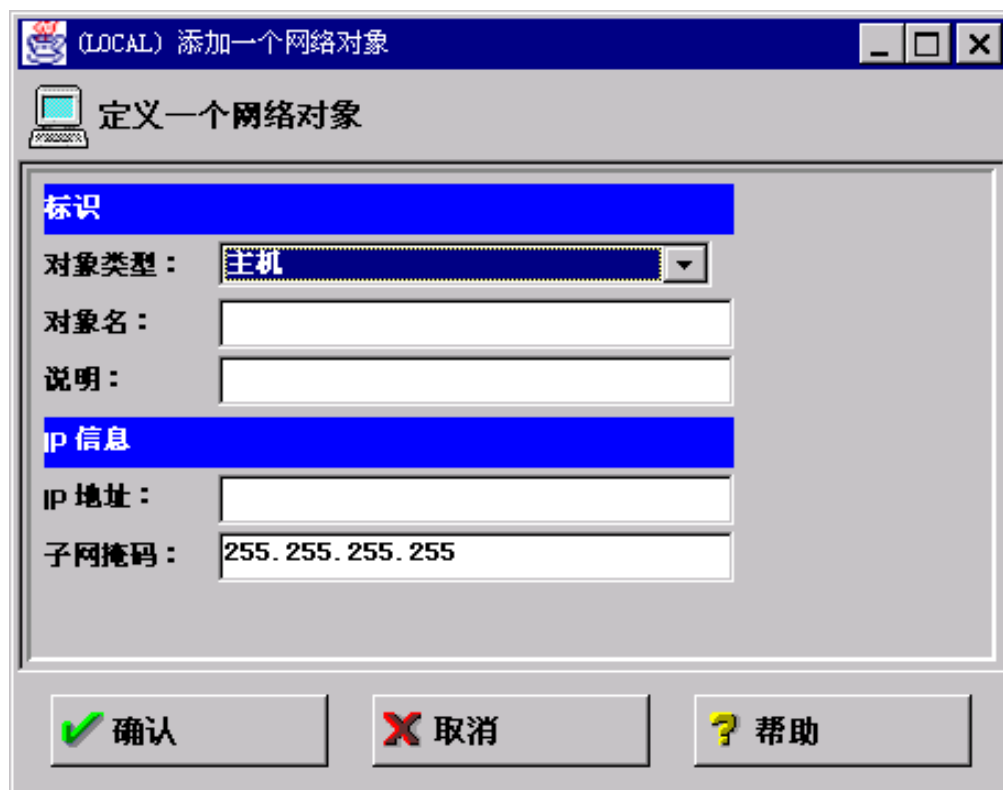 (LOCAL) 添加一个网络对象
定义一个网络对象
标识
对象类型： 主机
对象名：
说明：
IP 信息
IP 地址：
子网掩码： 255.255.255.255
确认 取消 帮助